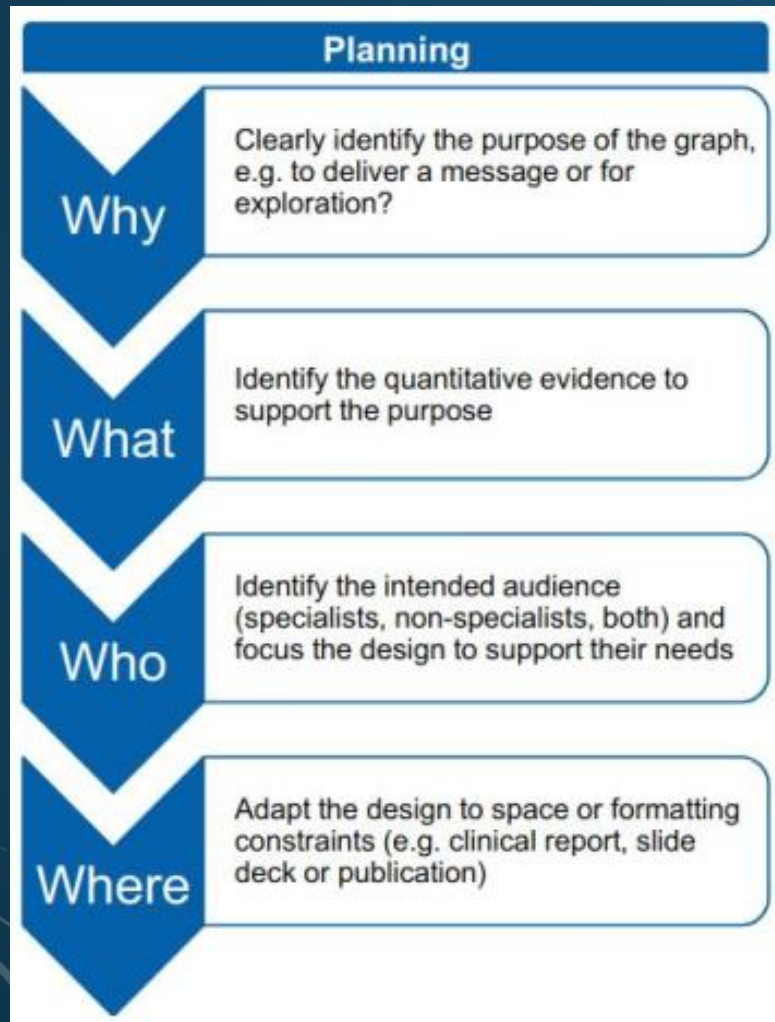 Planning
Why
Clearly identify the purpose of the graph,
e.g. to deliver a message or for
exploration?
What
Identify the quantitative evidence to
support the purpose
Who
Identify the intended audience
(specialists, non-specialists, both) and
focus the design to support their needs
Where
Adapt the design to space or formatting
constraints (e.g. clinical report, slide
deck or publication)